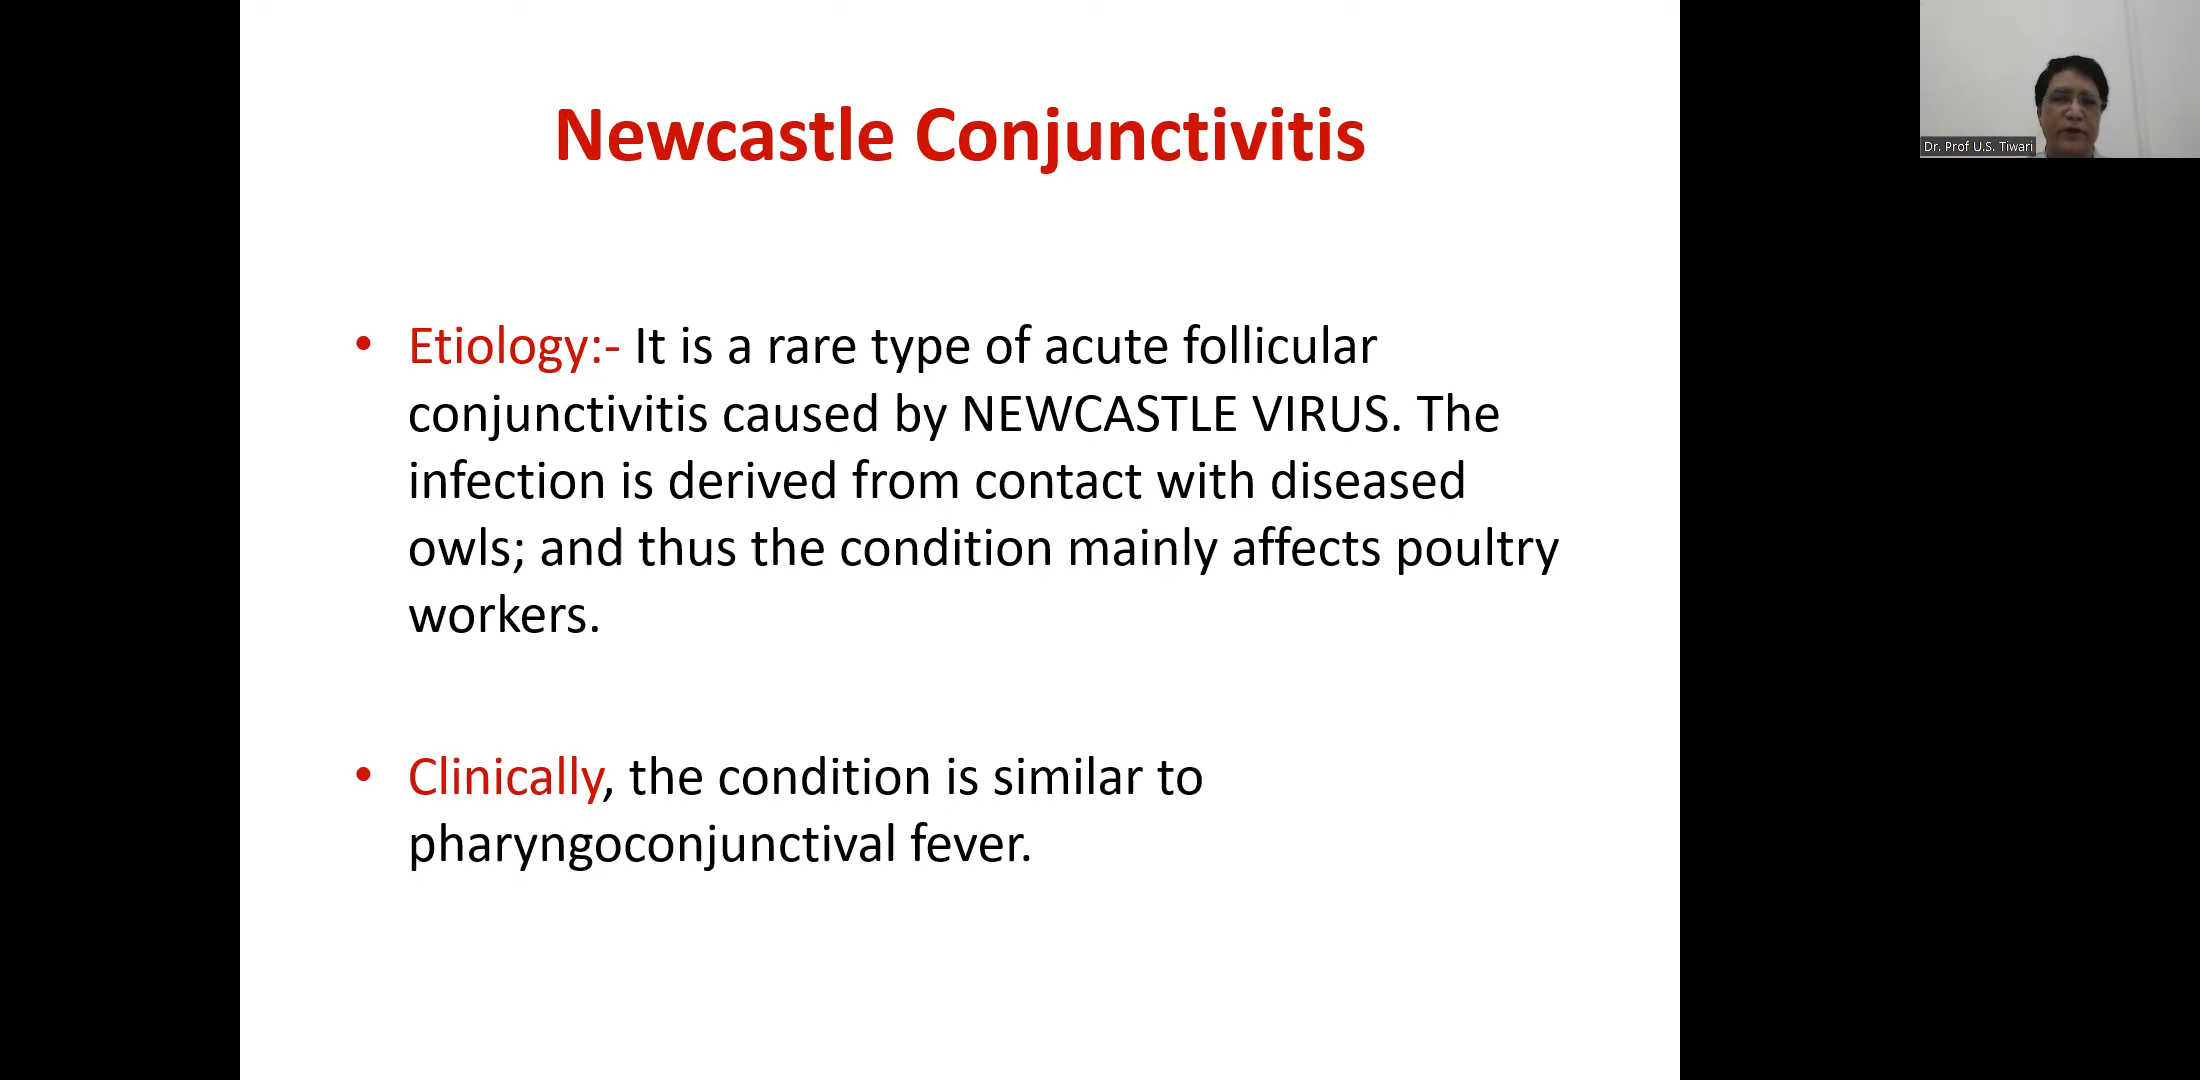 Newcastle Conjunctivitis
Dr. Prof U.S. Tiwari
• Etiology:- It is a rare type of acute follicular
conjunctivitis caused by NEWCASTLE VIRUS. The
infection is derived from contact with diseased
owls; and thus the condition mainly affects poultry
workers.
• Clinically, the condition is similar to
pharyngoconjunctival fever.